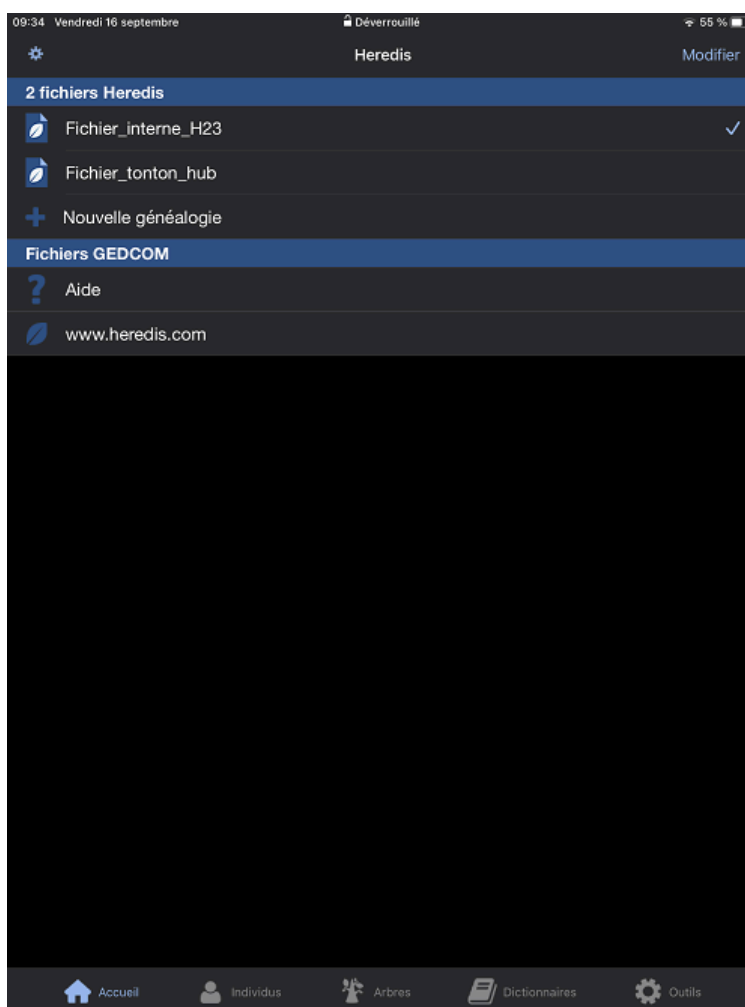 09:34 Vendredi 16 septembre Déverrouillé 55 %
Heredis Modifier
2 fichiers Heredis
Fichier_interne_H23
Fichier_tonton_hub
Nouvelle généalogie
Fichiers GEDCOM
Aide
www.heredis.com
Accueil Individus Arbres Dictionnaires Outils